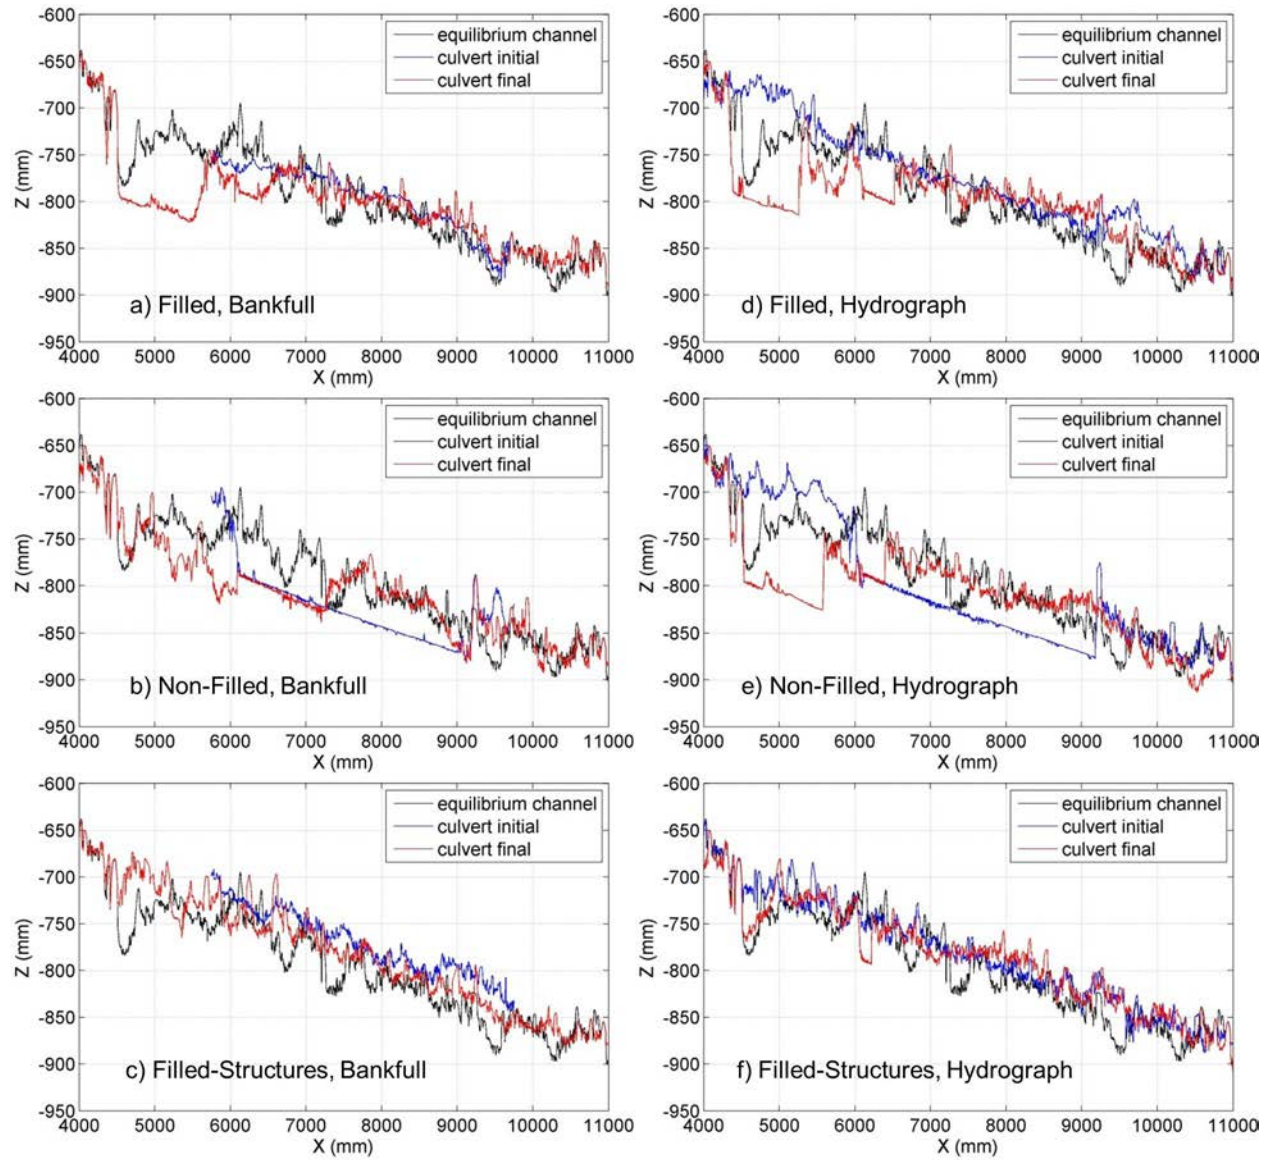 -600
-650
-700
-750
-800
-850
-900
-950
Z (mm)
equilibrium channel
culvert initial
culvert final
a) Filled, Bankfull
4000 5000 6000 7000 8000 9000 10000 11000
X (mm)
-600
-650
-700
-750
-800
-850
-900
-950
Z (mm)
equilibrium channel
culvert initial
culvert final
d) Filled, Hydrograph
4000 5000 6000 7000 8000 9000 10000 11000
X (mm)
-600
-650
-700
-750
-800
-850
-900
-950
Z (mm)
equilibrium channel
culvert initial
culvert final
b) Non-Filled, Bankfull
4000 5000 6000 7000 8000 9000 10000 11000
X (mm)
-600
-650
-700
-750
-800
-850
-900
-950
Z (mm)
equilibrium channel
culvert initial
culvert final
e) Non-Filled, Hydrograph
4000 5000 6000 7000 8000 9000 10000 11000
X (mm)
-600
-650
-700
-750
-800
-850
-900
-950
Z (mm)
equilibrium channel
culvert initial
culvert final
c) Filled-Structures, Bankfull
4000 5000 6000 7000 8000 9000 10000 11000
X (mm)
-600
-650
-700
-750
-800
-850
-900
-950
Z (mm)
equilibrium channel
culvert initial
culvert final
f) Filled-Structures, Hydrograph
4000 5000 6000 7000 8000 9000 10000 11000
X (mm)